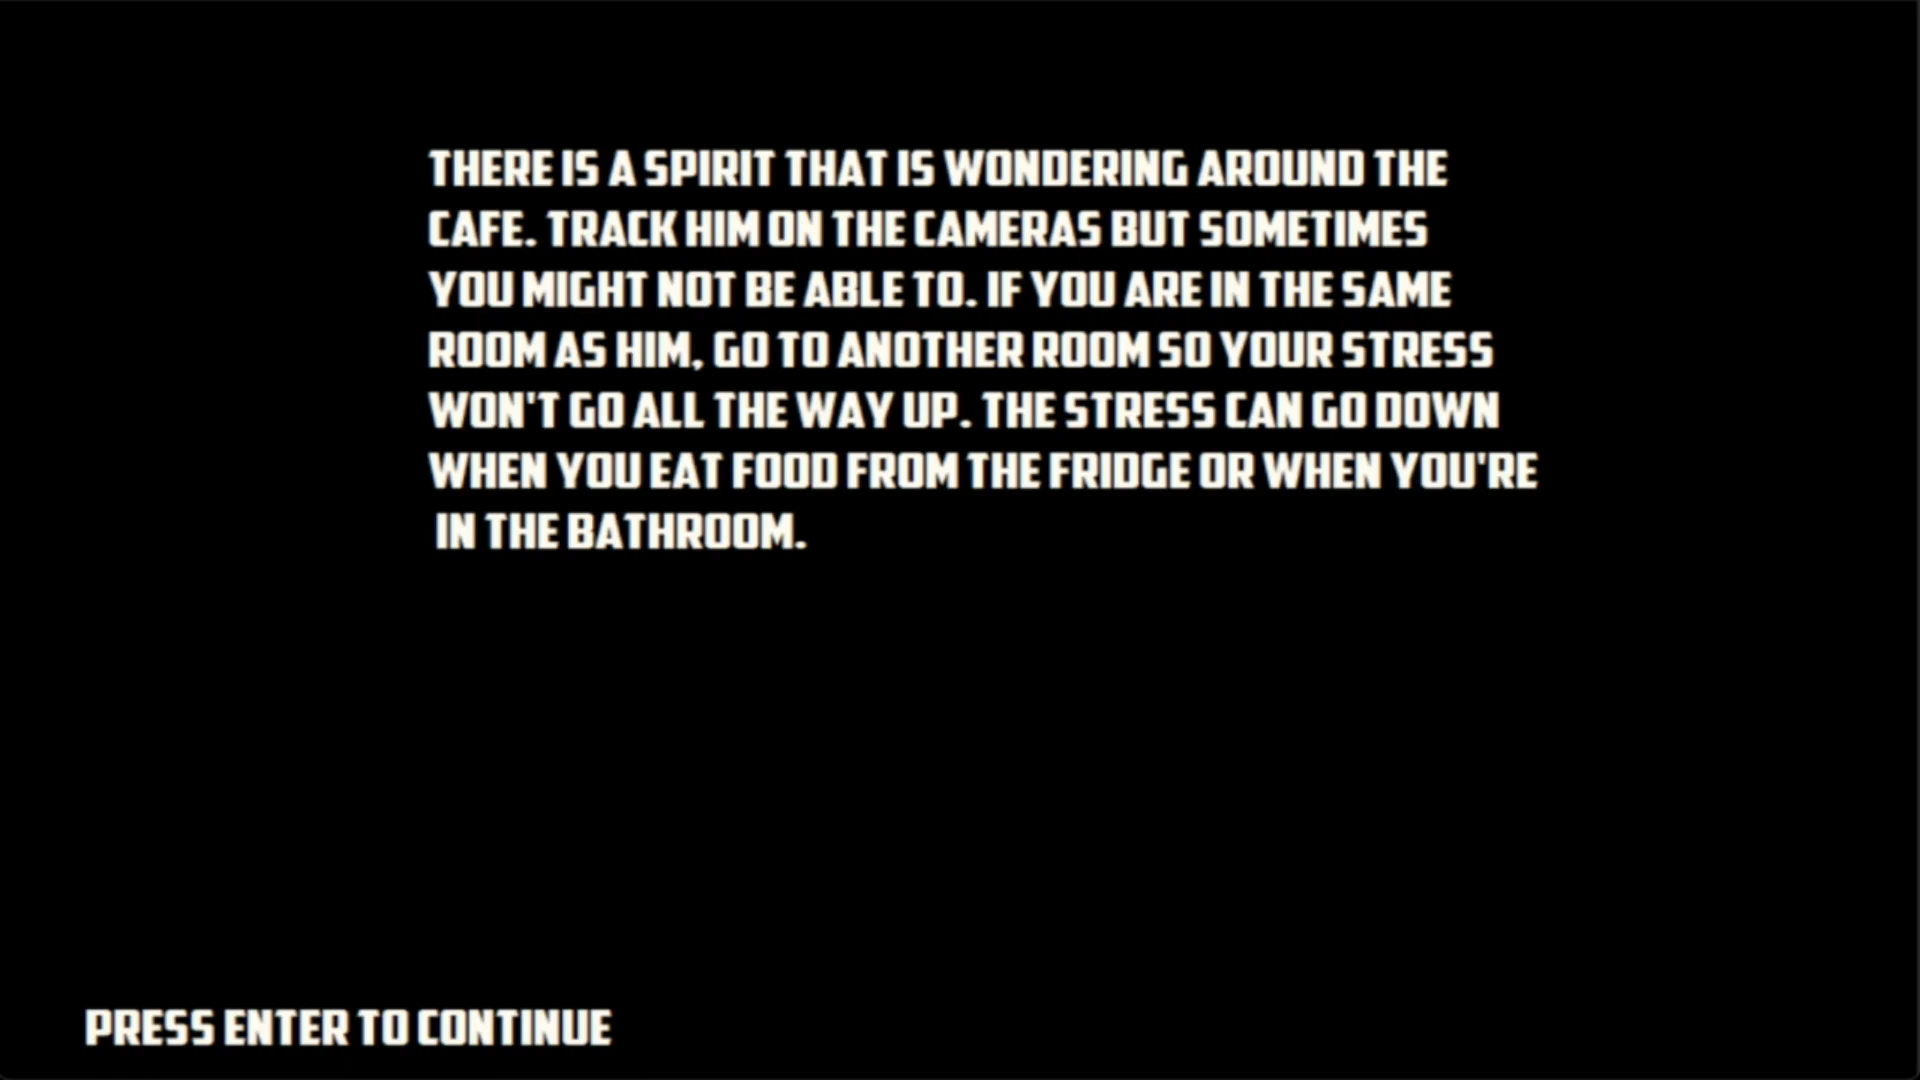 THERE IS A SPIRIT THAT IS WONDERING AROUND THE
CAFE. TRACK HIM ON THE CAMERAS BUT SOMETIMES
YOU MIGHT NOT BE ABLE TO. IF YOU ARE IN THE SAME
ROOM AS HIM, GO TO ANOTHER ROOM SO YOUR STRESS
WON'T GO ALL THE WAY UP. THE STRESS CAN GO DOWN
WHEN YOU EAT FOOD FROM THE FRIDGE OR WHEN YOU'RE
IN THE BATHROOM.
PRESS ENTER TO CONTINUE